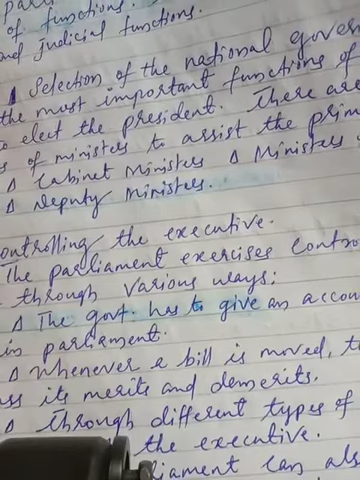 of functions.
and judicial functions.
Selection of the national
the most important functions of
to elect the president. There are
s of ministers to assist the prim
Δ Cabinet Ministers Δ Ministers
Δ Deputy Ministers.
ontrolling the executive.
The parliament exercises contro
through various ways:
Δ The govt. has to give an accou
in parliament.
Δ Whenever a bill is moved, t
ss its merits and demerits.
Δ Through different types of
the executive.
liament can als